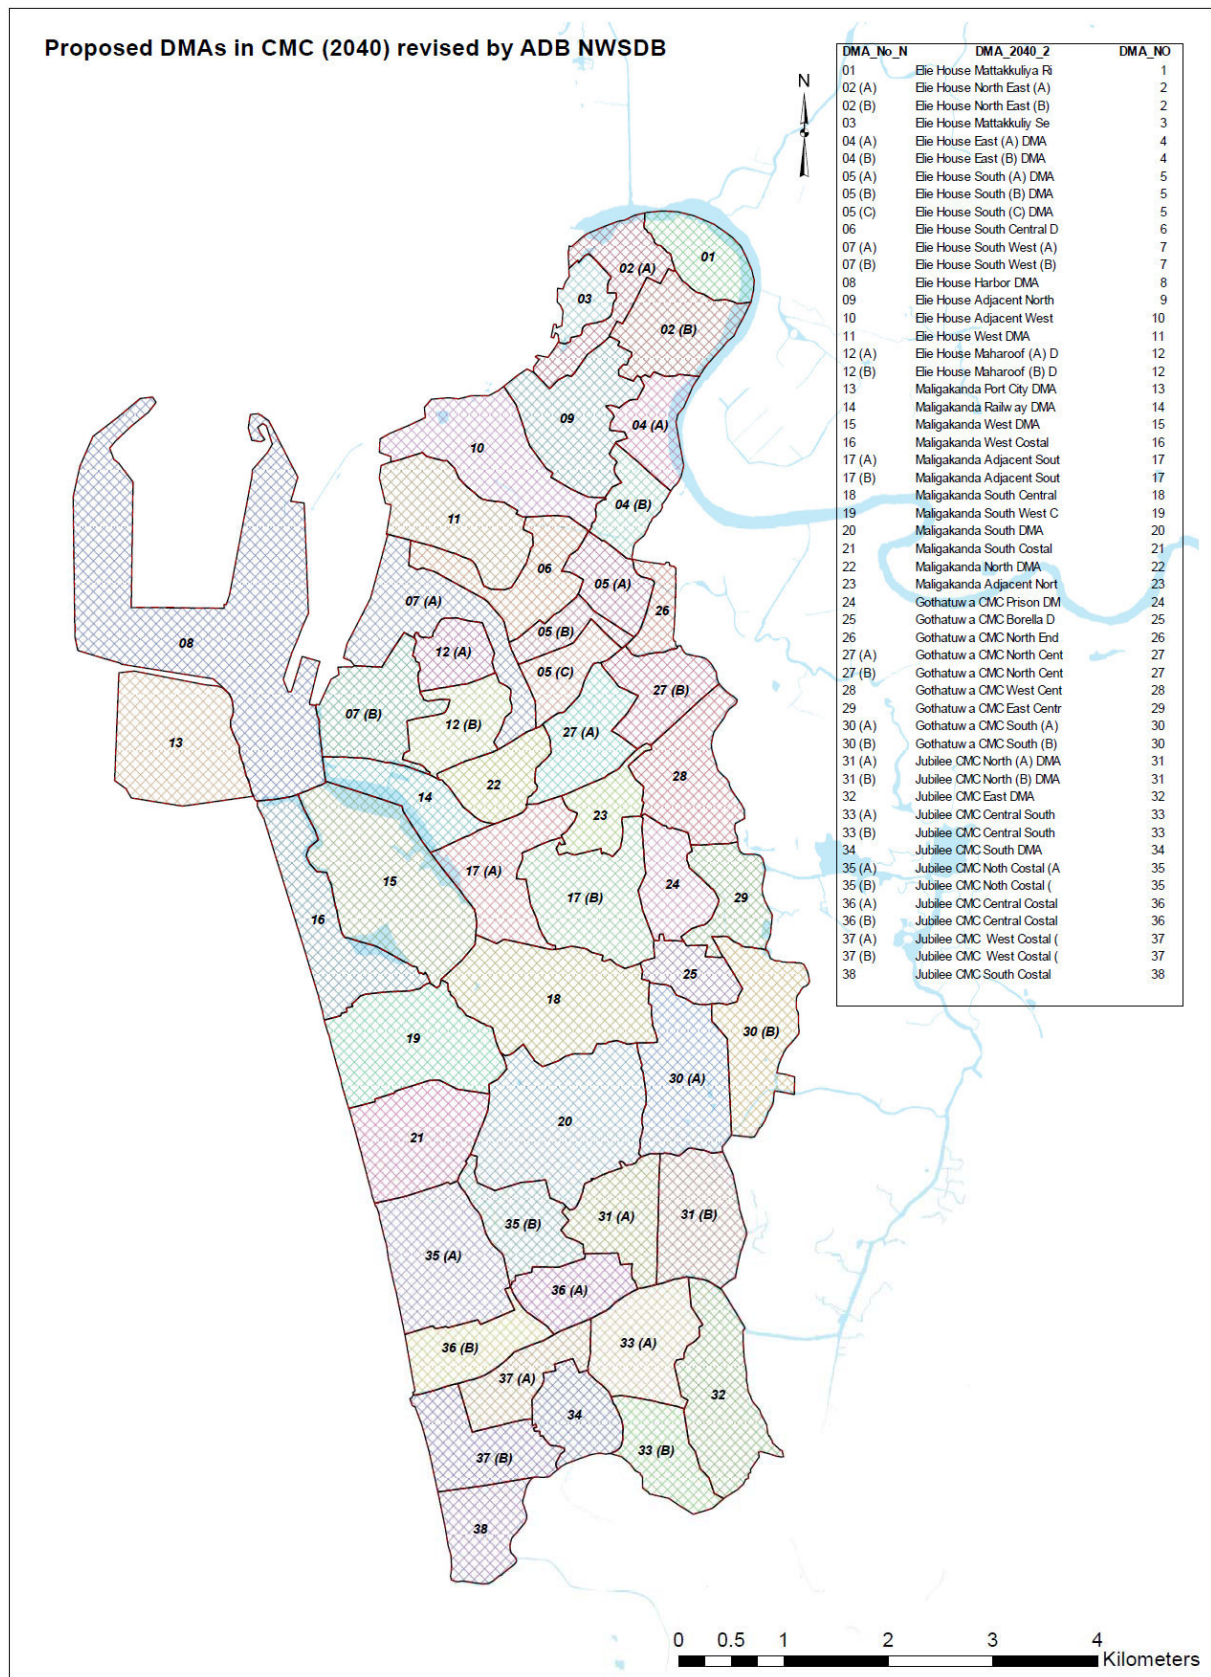 Proposed DMAs in CMC (2040) revised by ADB NWSDB
N
DMA_No_N DMA_2040_2 DMA_NO
01 Elie House Mattakkuliya Ri 1
02 (A) Elie House North East (A) 2
02 (B) Elie House North East (B) 2
03 Elie House Mattakkuliy Se 3
04 (A) Elie House East (A) DMA 4
04 (B) Elie House East (B) DMA 4
05 (A) Elie House South (A) DMA 5
05 (B) Elie House South (B) DMA 5
05 (C) Elie House South (C) DMA 5
06 Elie House South Central D 6
07 (A) Elie House South West (A) 7
07 (B) Elie House South West (B) 7
08 Elie House Harbor DMA 8
09 Elie House Adjacent North 9
10 Elie House Adjacent West 10
11 Elie House West DMA 11
12 (A) Elie House Maharoof (A) D 12
12 (B) Elie House Maharoof (B) D 12
13 Maligakanda Port City DMA 13
14 Maligakanda Railway DMA 14
15 Maligakanda West DMA 15
16 Maligakanda West Costal 16
17 (A) Maligakanda Adjacent Sout 17
17 (B) Maligakanda Adjacent Sout 17
18 Maligakanda South Central 18
19 Maligakanda South West C 19
20 Maligakanda South DMA 20
21 Maligakanda South Costal 21
22 Maligakanda North DMA 22
23 Maligakanda Adjacent Nort 23
24 Gothatuwa CMC Prison DM 24
25 Gothatuwa CMC Borella D 25
26 Gothatuwa CMC North End 26
27 (A) Gothatuwa CMC North Cent 27
27 (B) Gothatuwa CMC North Cent 27
28 Gothatuwa CMC West Cent 28
29 Gothatuwa CMC East Centr 29
30 (A) Gothatuwa CMC South (A) 30
30 (B) Gothatuwa CMC South (B) 30
31 (A) Jubilee CMC North (A) DMA 31
31 (B) Jubilee CMC North (B) DMA 31
32 Jubilee CMC East DMA 32
33 (A) Jubilee CMC Central South 33
33 (B) Jubilee CMC Central South 33
34 Jubilee CMC South DMA 34
35 (A) Jubilee CMC Noth Costal (A 35
35 (B) Jubilee CMC Noth Costal ( 35
36 (A) Jubilee CMC Central Costal 36
36 (B) Jubilee CMC Central Costal 36
37 (A) Jubilee CMC West Costal ( 37
37 (B) Jubilee CMC West Costal ( 37
38 Jubilee CMC South Costal 38
01
02 (A)
03
02 (B)
04 (A)
09
10
04 (B)
11
06
05 (A)
07 (A)
26
05 (B)
08
12 (A)
05 (C)
27 (B)
07 (B)
12 (B)
27 (A)
13
28
22
14
23
17 (A)
15
24
17 (B)
29
16
25
18
30 (B)
19
30 (A)
20
21
31 (A)
31 (B)
35 (B)
35 (A)
36 (A)
33 (A)
36 (B)
37 (A)
32
34
33 (B)
37 (B)
38
0 0.5 1 2 3 4
Kilometers